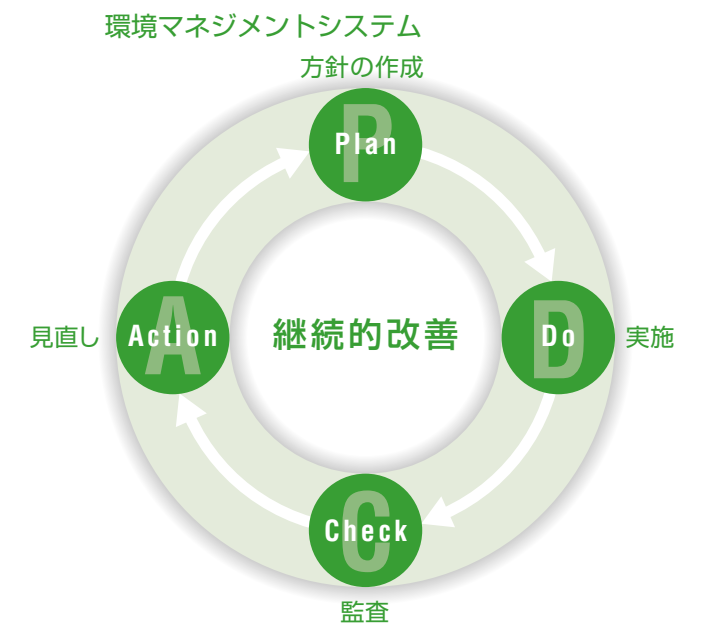 環境マネジメントシステム
方針の作成
P
Plan
D
Do
実施
C
Check
監査
A
Action
見直し
継続的改善